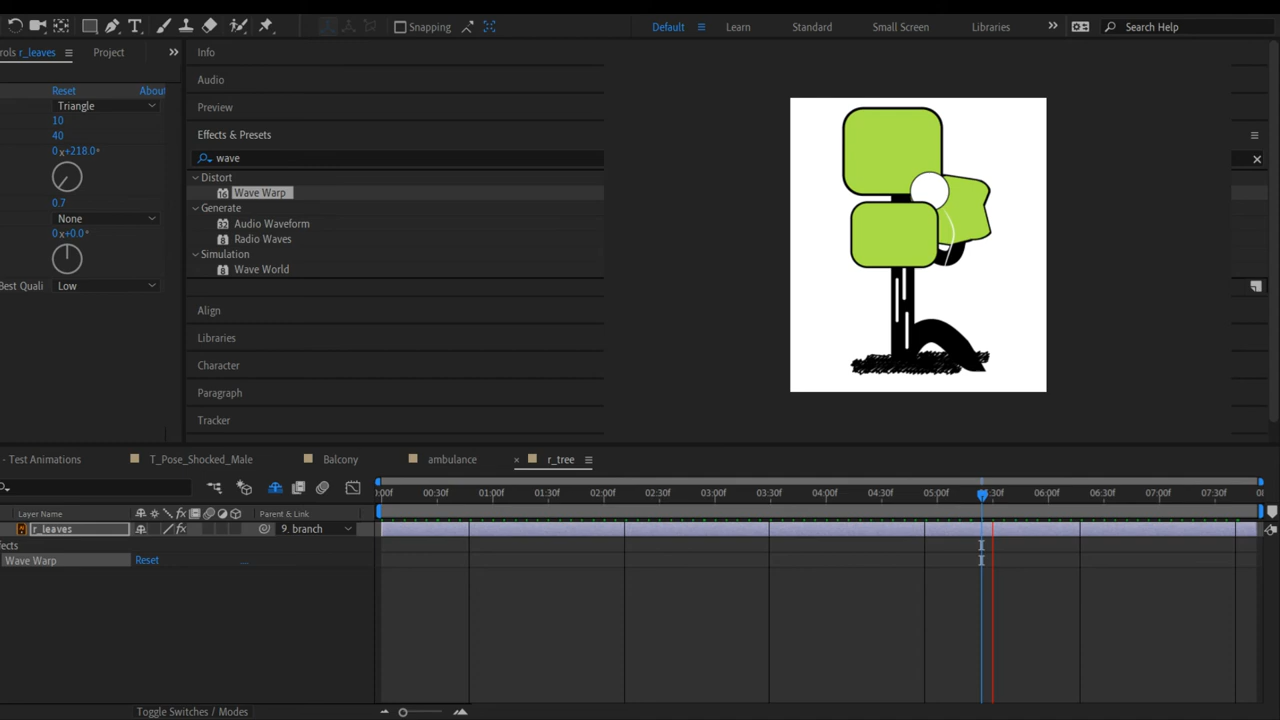 Snapping
Default
Learn
Standard
Small Screen
Libraries
Search Help
rols r_leaves
Project
Info
Reset
About
Audio
Triangle
10
Preview
40
Effects & Presets
0x+218.0°
wave
Distort
Wave Warp
0.7
Generate
None
Audio Waveform
0x+0.0°
Radio Waves
Simulation
Wave World
Best Quali
Low
Align
Libraries
Character
Paragraph
Tracker
- Test Animations
T_Pose_Shocked_Male
Balcony
ambulance
r_tree
0:00f 00:30f 01:00f 01:30f 02:00f 02:30f 03:00f 03:30f 04:00f 04:30f 05:00f 5:30f 06:00f 06:30f 07:00f 07:30f
Layer Name
Parent & Link
r_leaves
9. branch
fects
Wave Warp
Reset
Toggle Switches / Modes